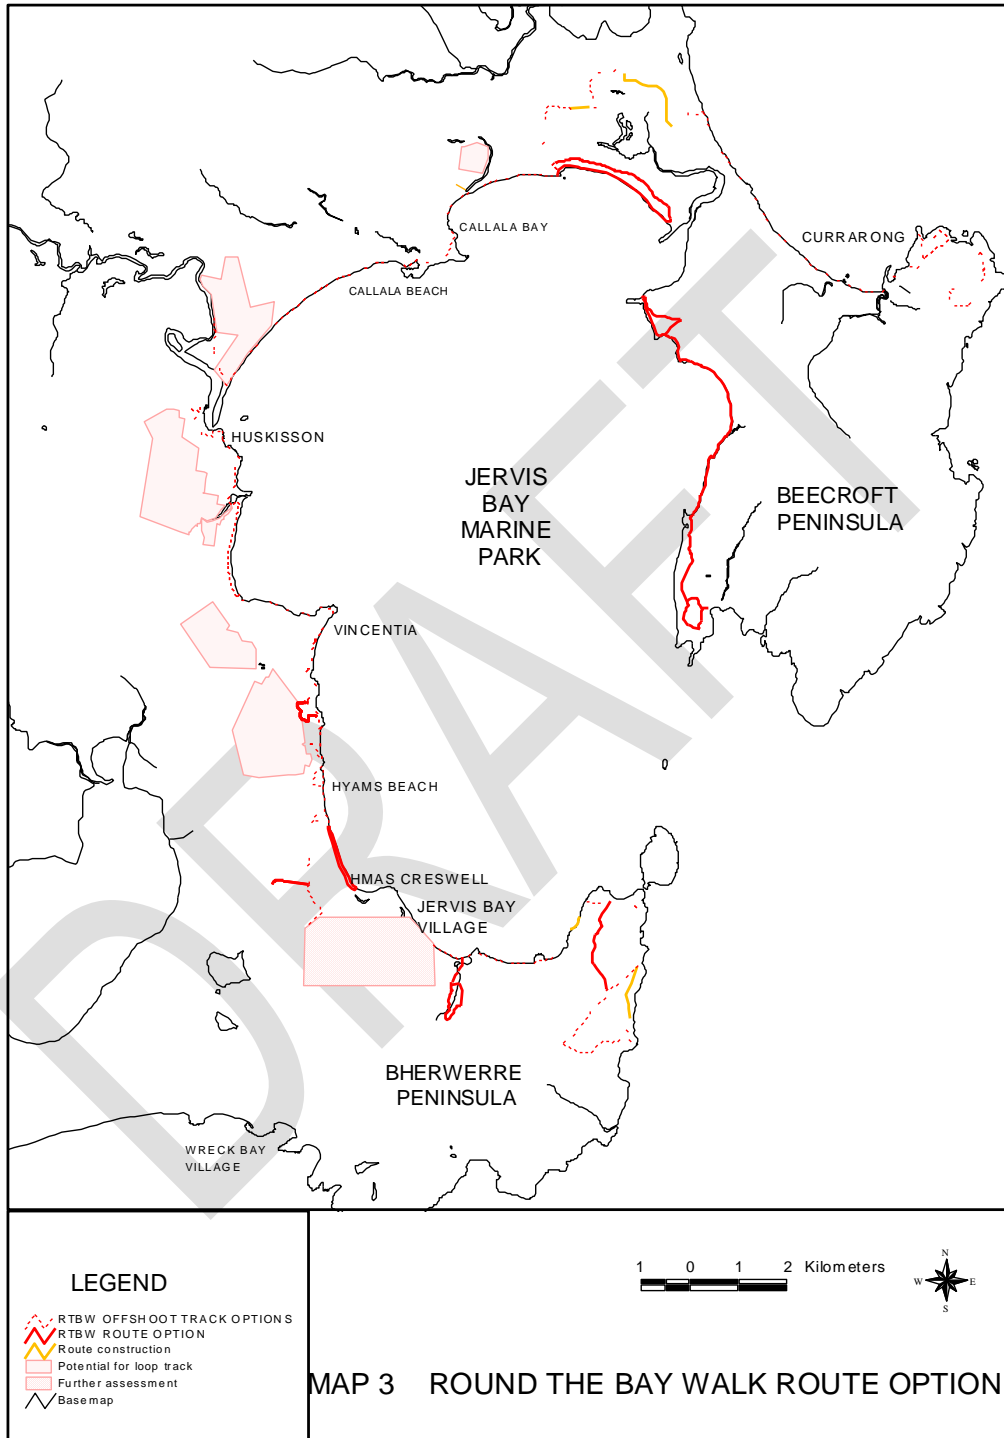 CALLALA BAY
CURRARONG
CALLALA BEACH
HUSKISSON
JERVIS
BAY
MARINE
PARK
BEECROFT
PENINSULA
VINCENTIA
HYAMS BEACH
HMAS CRESWELL
JERVIS BAY
VILLAGE
BHERWERRE
PENINSULA
WRECK BAY
VILLAGE
DRAFT
LEGEND
RTBW OFFSHOOT TRACK OPTIONS
RTBW ROUTE OPTION
Route construction
Potential for loop track
Further assessment
Basemap
1 0 1 2 Kilometers
N
W E
S
MAP 3 ROUND THE BAY WALK ROUTE OPTION